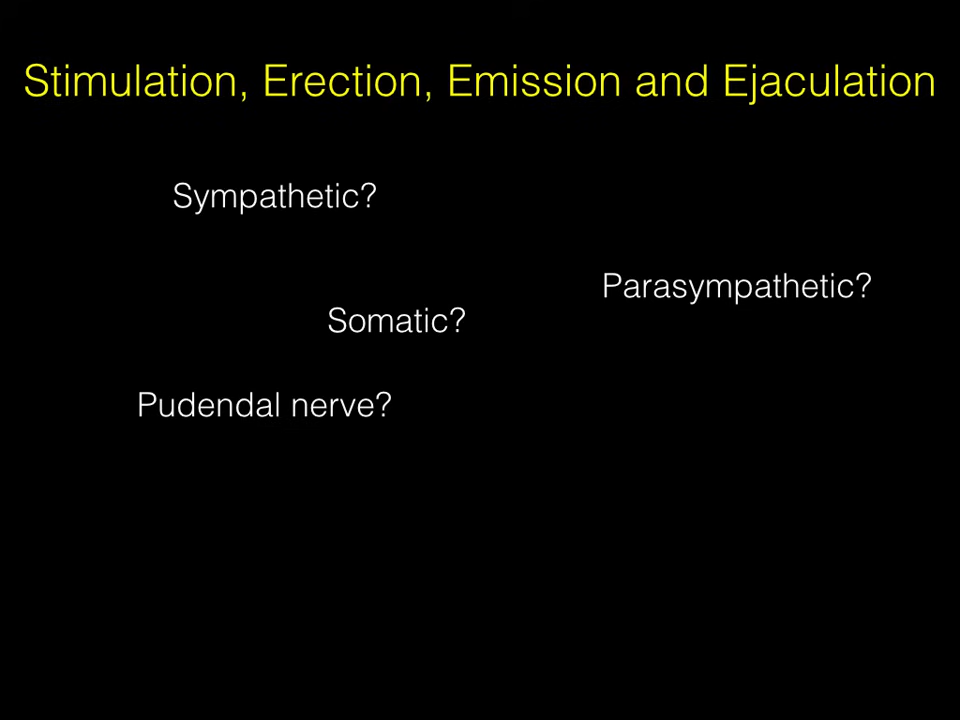 Stimulation, Erection, Emission and Ejaculation
Sympathetic?
Parasympathetic?
Somatic?
Pudendal nerve?